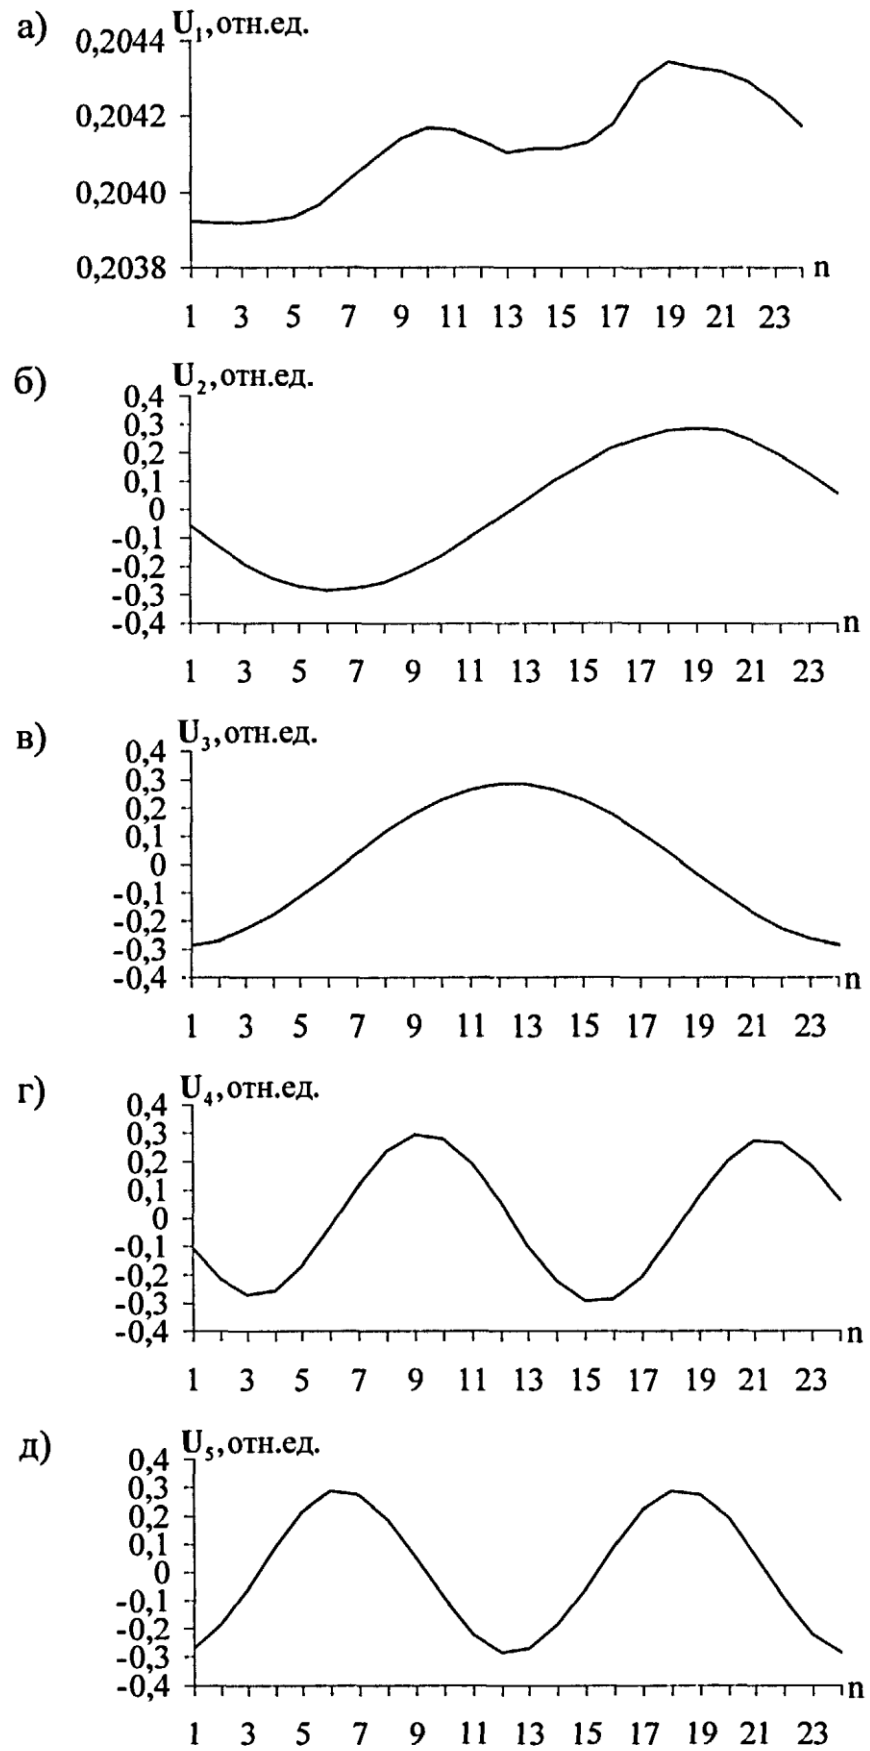 а)
U1, отн.ед.
0,2044
0,2042
0,2040
0,2038
n
1 3 5 7 9 11 13 15 17 19 21 23
б)
U2, отн.ед.
0,4
0,3
0,2
0,1
0
-0,1
-0,2
-0,3
-0,4
n
1 3 5 7 9 11 13 15 17 19 21 23
в)
U3, отн.ед.
0,4
0,3
0,2
0,1
0
-0,1
-0,2
-0,3
-0,4
n
1 3 5 7 9 11 13 15 17 19 21 23
г)
U4, отн.ед.
0,4
0,3
0,2
0,1
0
-0,1
-0,2
-0,3
-0,4
n
1 3 5 7 9 11 13 15 17 19 21 23
д)
U5, отн.ед.
0,4
0,3
0,2
0,1
0
-0,1
-0,2
-0,3
-0,4
n
1 3 5 7 9 11 13 15 17 19 21 23